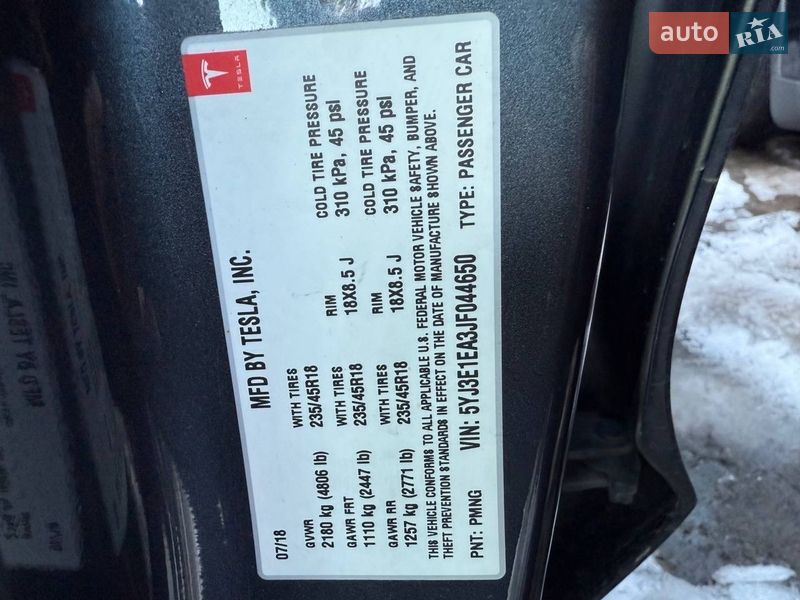 auto RIA.com
TESLA
MFD BY TESLA, INC.
07/18
GVWR WITH TIRES RIM COLD TIRE PRESSURE
2180 kg (4806 lb) 235/45R18 18X8.5 J 310 kPa, 45 psi
GAWR FRT WITH TIRES RIM COLD TIRE PRESSURE
1110 kg (2447 lb) 235/45R18 18X8.5 J 310 kPa, 45 psi
GAWR RR
1257 kg (2771 lb) 235/45R18
THIS VEHICLE CONFORMS TO ALL APPLICABLE U.S. FEDERAL MOTOR VEHICLE SAFETY, BUMPER, AND
THEFT PREVENTION STANDARDS IN EFFECT ON THE DATE OF MANUFACTURE SHOWN ABOVE.
PNT: PMNG VIN: 5YJ3E1EA3JF044650 TYPE: PASSENGER CAR